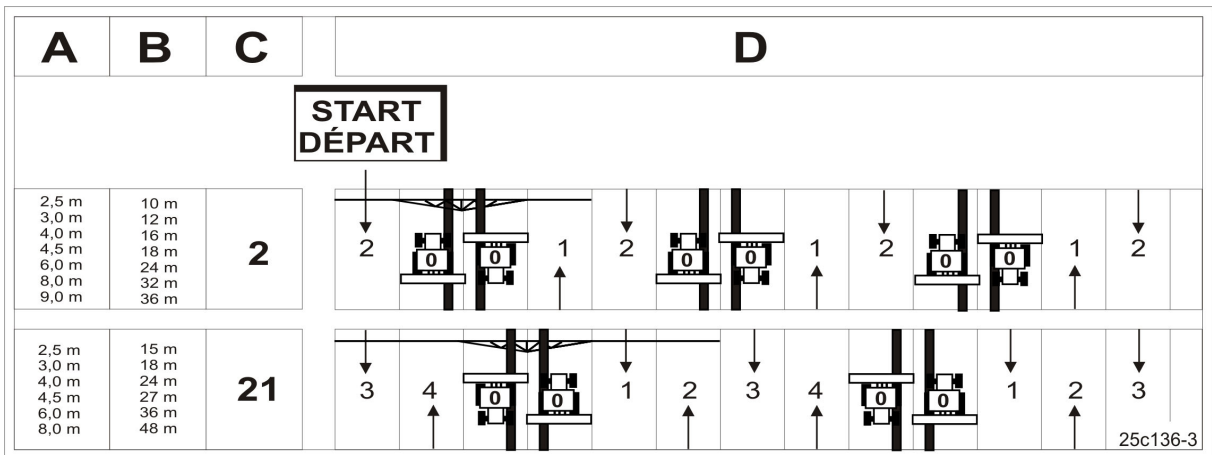 A B C D
START
DÉPART
2,5 m 10 m
3,0 m 12 m
4,0 m 16 m
4,5 m 18 m
6,0 m 24 m
8,0 m 32 m
9,0 m 36 m
2
2 0 0 1 2 0 0 1 2 0 0 1 2
2,5 m 15 m
3,0 m 18 m
4,0 m 24 m
4,5 m 27 m
6,0 m 36 m
8,0 m 48 m
21
3 4 0 0 1 2 3 4 0 0 1 2 3
25c136-3